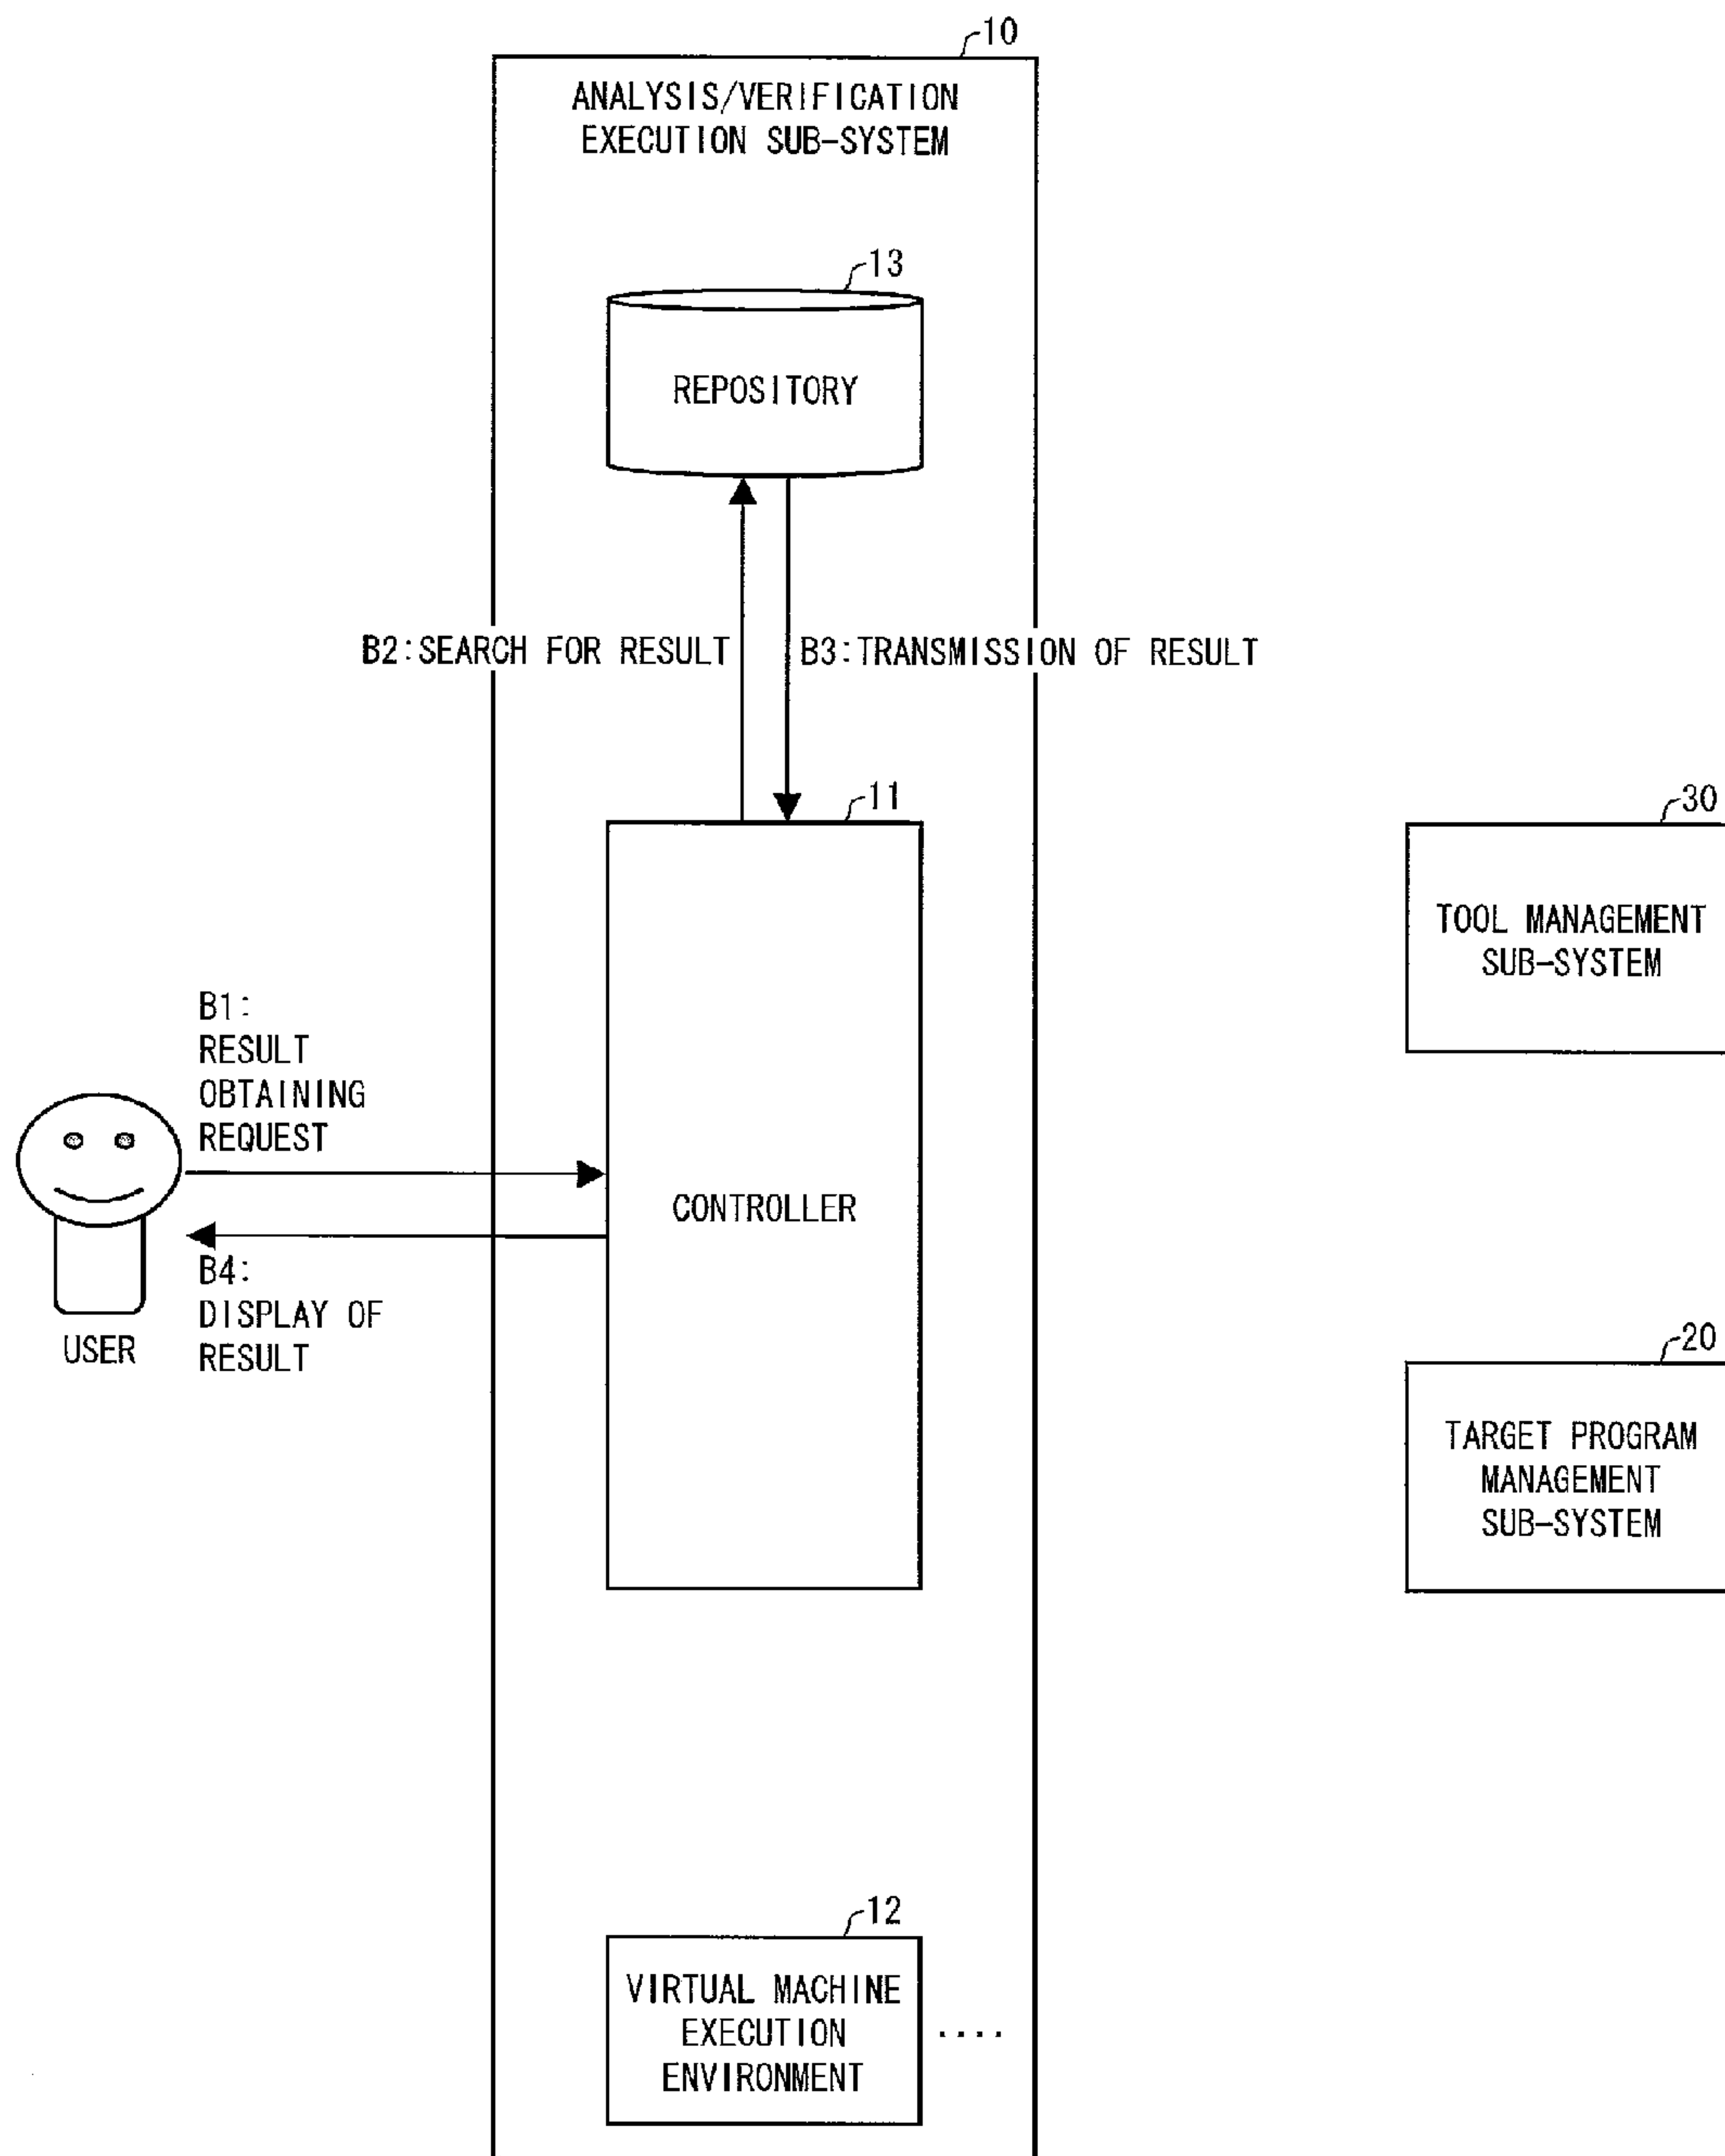 10
ANALYSIS/VERIFICATION
EXECUTION SUB-SYSTEM
13
REPOSITORY
B2:SEARCH FOR RESULT
B3:TRANSMISSION OF RESULT
11
CONTROLLER
30
TOOL MANAGEMENT
SUB-SYSTEM
B1:
RESULT
OBTAINING
REQUEST
B4:
DISPLAY OF
RESULT
USER
20
TARGET PROGRAM
MANAGEMENT
SUB-SYSTEM
12
VIRTUAL MACHINE
EXECUTION
ENVIRONMENT
....